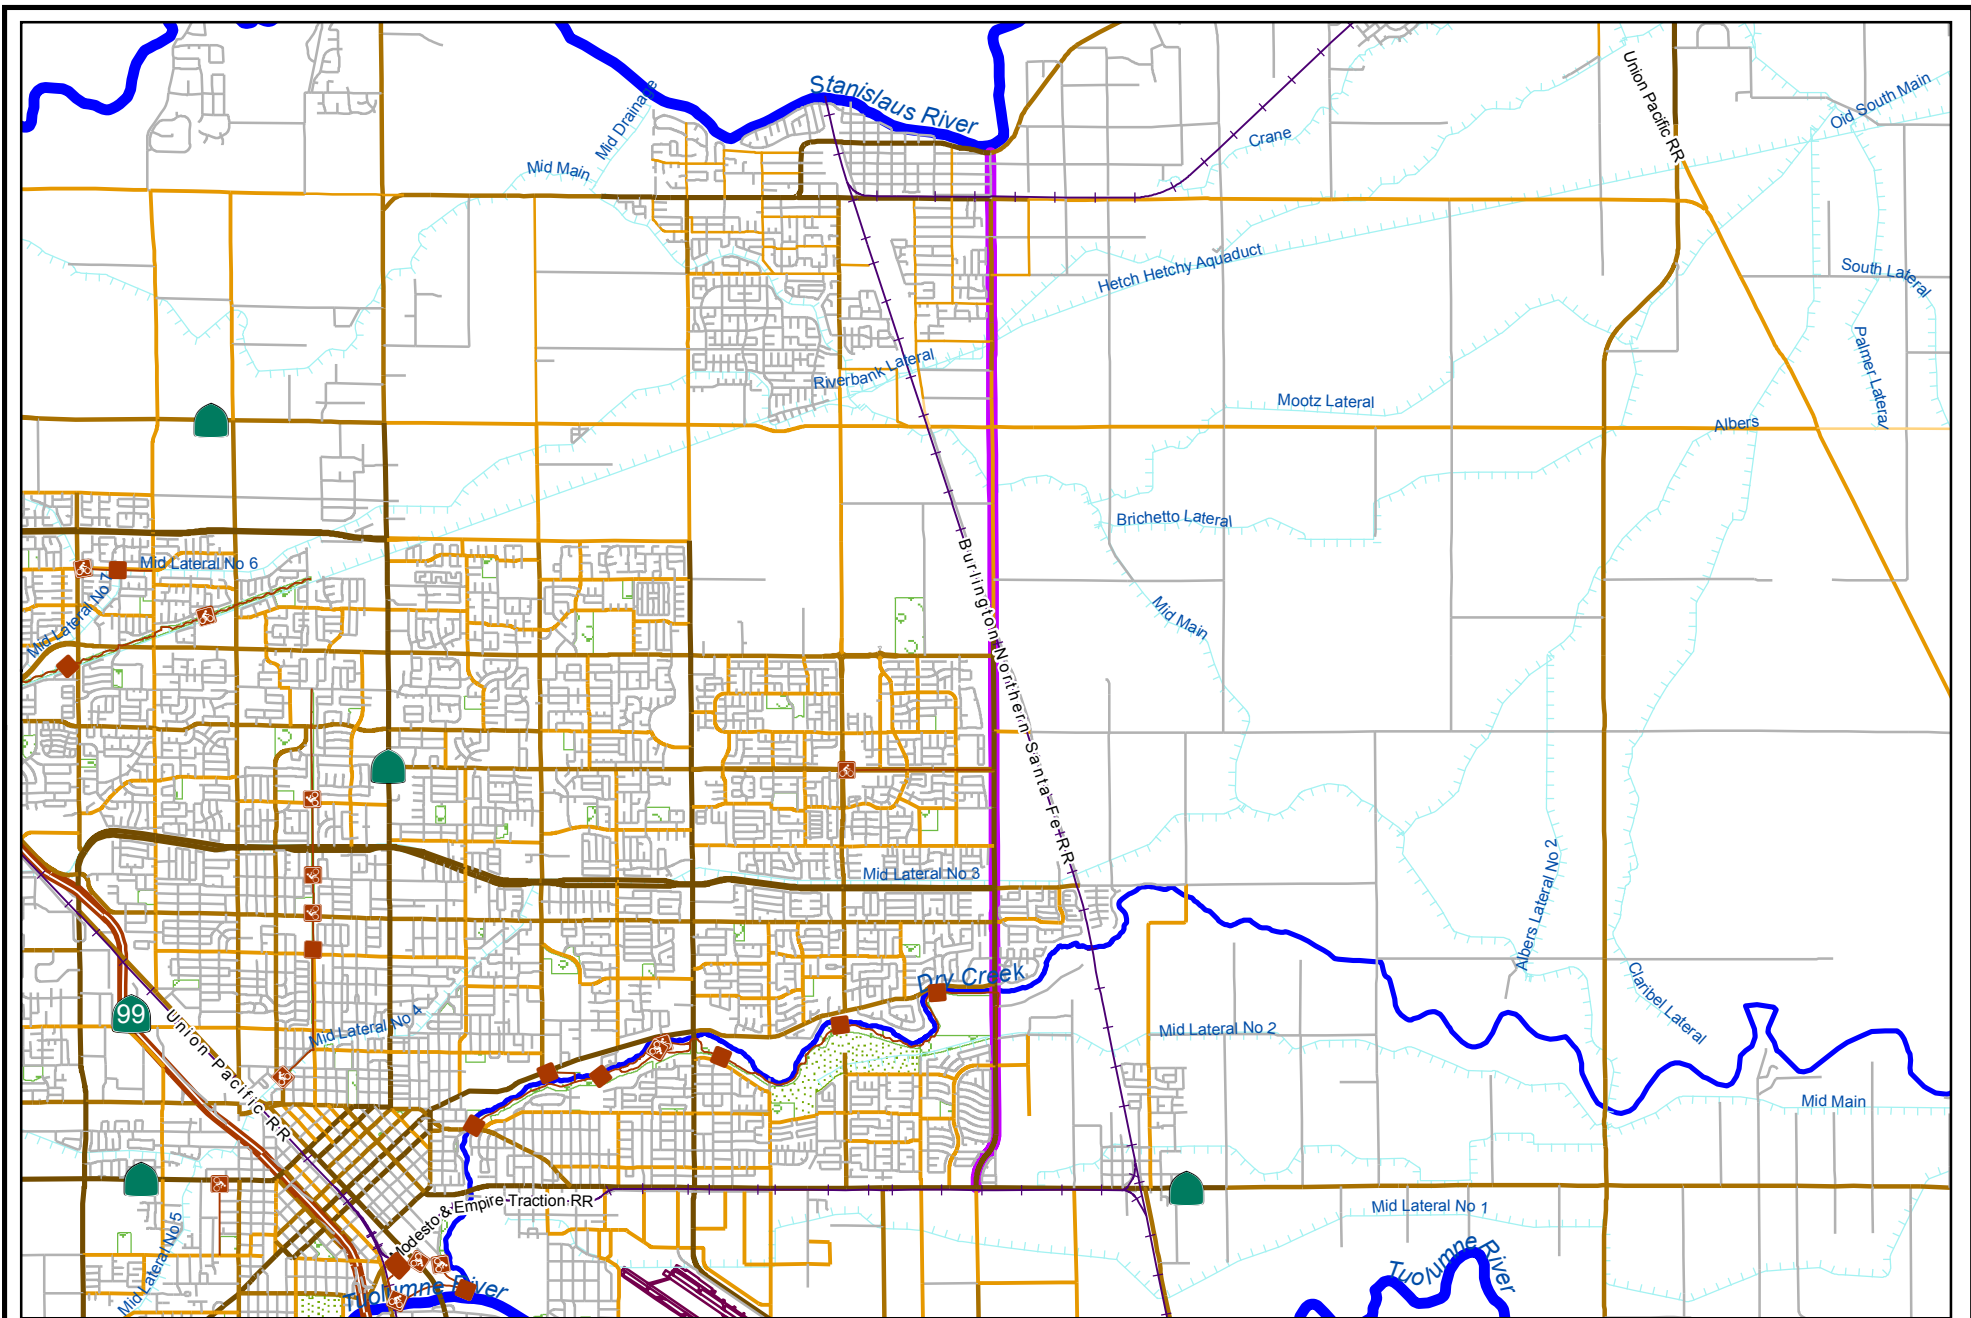 Stanislaus River
Union Pacific RR
Old South Main
Mid Drainage
Crane
Mid Main
Hetch Hetchy Aquaduct
South Lateral
Riverbank Lateral
Palmer Lateral
Mootz Lateral
Albers
Brichetto Lateral
Burlington Northern Santa Fe RR
Mid Lateral No 6
Mid Lateral No 7
Mid Main
Mid Lateral No 3
Albers Lateral No 2
Dry Creek
Claribel Lateral
99
Union Pacific RR
Mid Lateral No 4
Mid Lateral No 2
Mid Main
Modesto & Empire Traction RR
Mid Lateral No 1
Mid Lateral No 5
Tuolumne River
Tuolumne River